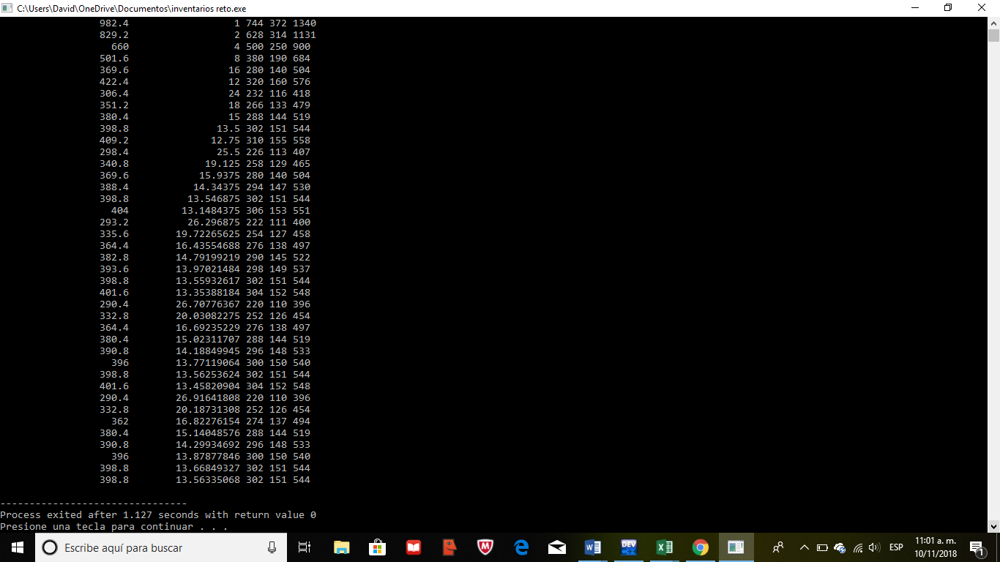 C:\Users\David\OneDrive\Documentos\inventarios reto.exe
982.4 1 744 372 1340
829.2 2 628 314 1131
660 4 500 250 900
501.6 8 380 190 684
369.6 16 280 140 504
422.4 12 320 160 576
306.4 24 232 116 418
351.2 18 266 133 479
380.4 15 288 144 519
398.8 13.5 302 151 544
409.2 12.75 310 155 558
298.4 25.5 226 113 407
340.8 19.125 258 129 465
369.6 15.9375 280 140 504
388.4 14.34375 294 147 530
398.8 13.546875 302 151 544
404 13.1484375 306 153 551
293.2 26.296875 222 111 400
335.6 19.72265625 254 127 458
364.4 16.43554688 276 138 497
382.8 14.79199219 290 145 522
393.6 13.97021484 298 149 537
398.8 13.55932617 302 151 544
401.6 13.35388184 304 152 548
290.4 26.70776367 220 110 396
332.8 20.03082275 252 126 454
364.4 16.69235229 276 138 497
380.4 15.02311707 288 144 519
390.8 14.18849945 296 148 533
396 13.77119064 300 150 540
398.8 13.56253624 302 151 544
401.6 13.45820904 304 152 548
290.4 26.91641808 220 110 396
332.8 20.18731308 252 126 454
362 16.82276154 274 137 494
380.4 15.14048576 288 144 519
390.8 14.29934692 296 148 533
396 13.87877846 300 150 540
398.8 13.66849327 302 151 544
398.8 13.56335068 302 151 544
--------------------------------
Process exited after 1.127 seconds with return value 0
Presione una tecla para continuar . . .
Escribe aquí para buscar
DEV
ESP
11:01 a. m.
10/11/2018
1